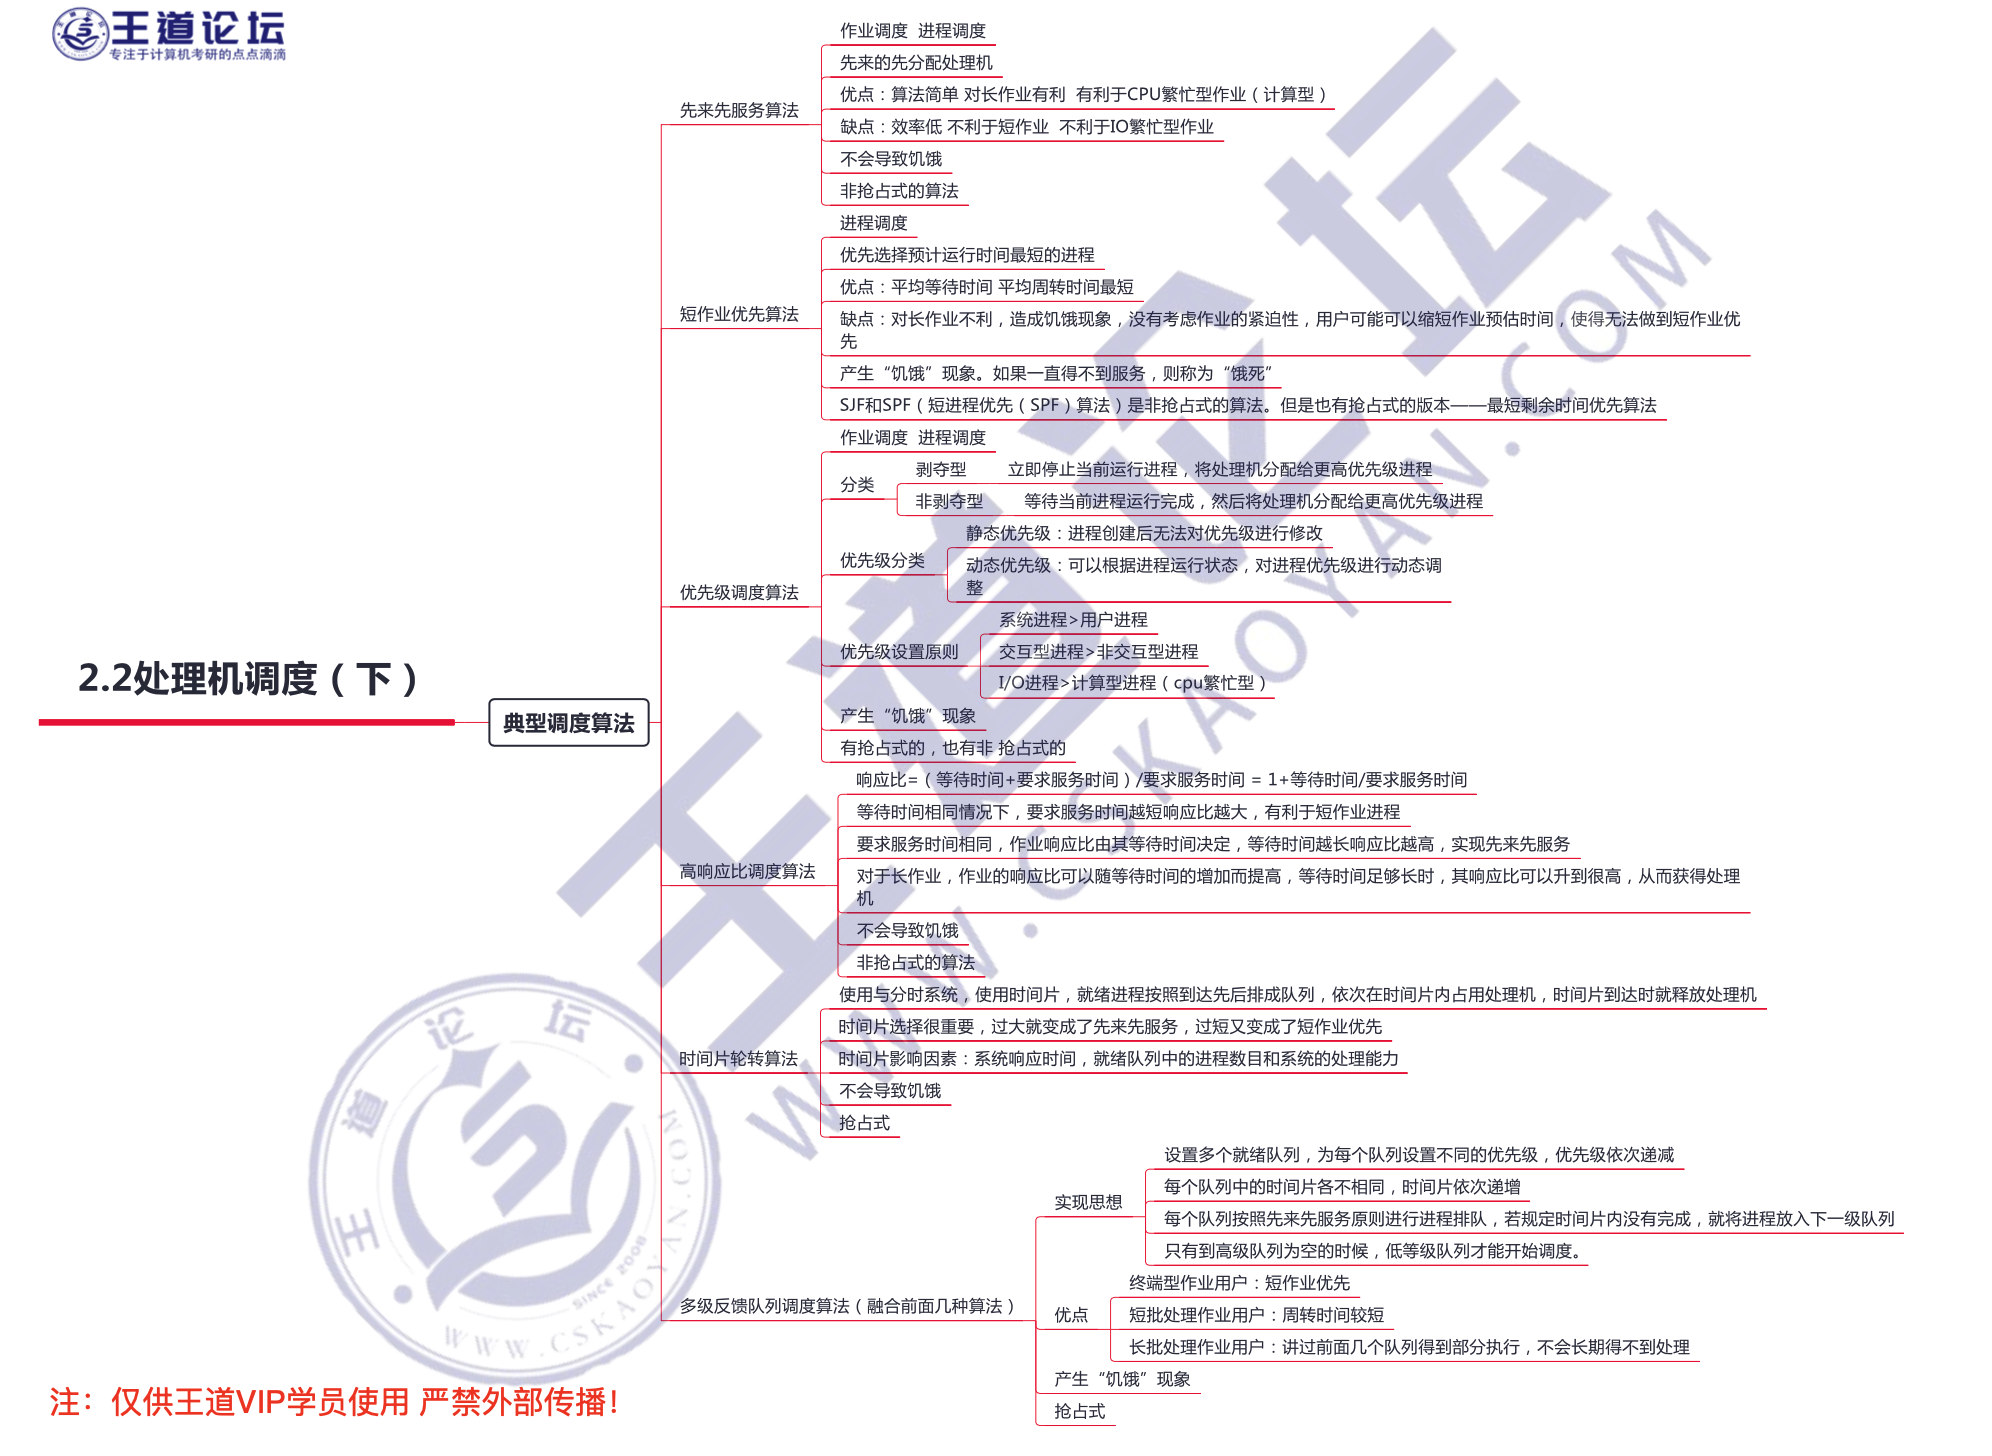 王道论坛
专注于计算机考研的点点滴滴
2.2处理机调度（下）
典型调度算法
先来先服务算法
作业调度 进程调度
先来的先分配处理机
优点：算法简单 对长作业有利 有利于CPU繁忙型作业（计算型）
缺点：效率低 不利于短作业 不利于IO繁忙型作业
不会导致饥饿
非抢占式的算法
短作业优先算法
进程调度
优先选择预计运行时间最短的进程
优点：平均等待时间 平均周转时间最短
缺点：对长作业不利，造成饥饿现象，没有考虑作业的紧迫性，用户可能可以缩短作业预估时间，使得无法做到短作业优
先
产生“饥饿”现象。如果一直得不到服务，则称为“饿死”
SJF和SPF（短进程优先（SPF）算法）是非抢占式的算法。但是也有抢占式的版本——最短剩余时间优先算法
优先级调度算法
作业调度 进程调度
分类
剥夺型 立即停止当前运行进程，将处理机分配给更高优先级进程
非剥夺型 等待当前进程运行完成，然后将处理机分配给更高优先级进程
优先级分类
静态优先级：进程创建后无法对优先级进行修改
动态优先级：可以根据进程运行状态，对进程优先级进行动态调
整
优先级设置原则
系统进程>用户进程
交互型进程>非交互型进程
I/O进程>计算型进程（cpu繁忙型）
产生“饥饿”现象
有抢占式的，也有非 抢占式的
高响应比调度算法
响应比=（等待时间+要求服务时间）/要求服务时间 = 1+等待时间/要求服务时间
等待时间相同情况下，要求服务时间越短响应比越大，有利于短作业进程
要求服务时间相同，作业响应比由其等待时间决定，等待时间越长响应比越高，实现先来先服务
对于长作业，作业的响应比可以随等待时间的增加而提高，等待时间足够长时，其响应比可以升到很高，从而获得处理
机
不会导致饥饿
非抢占式的算法
时间片轮转算法
使用与分时系统，使用时间片，就绪进程按照到达先后排成队列，依次在时间片内占用处理机，时间片到达时就释放处理机
时间片选择很重要，过大就变成了先来先服务，过短又变成了短作业优先
时间片影响因素：系统响应时间，就绪队列中的进程数目和系统的处理能力
不会导致饥饿
抢占式
多级反馈队列调度算法（融合前面几种算法）
实现思想
设置多个就绪队列，为每个队列设置不同的优先级，优先级依次递减
每个队列中的时间片各不相同，时间片依次递增
每个队列按照先来先服务原则进行进程排队，若规定时间片内没有完成，就将进程放入下一级队列
只有到高级队列为空的时候，低等级队列才能开始调度。
优点
终端型作业用户：短作业优先
短批处理作业用户：周转时间较短
长批处理作业用户：讲过前面几个队列得到部分执行，不会长期得不到处理
产生“饥饿”现象
抢占式
注：仅供王道VIP学员使用 严禁外部传播！
王道论坛
WWW.CSKAOYAN.COM
王道论坛
SINCE 2008
WWW.CSKAOYAN.COM